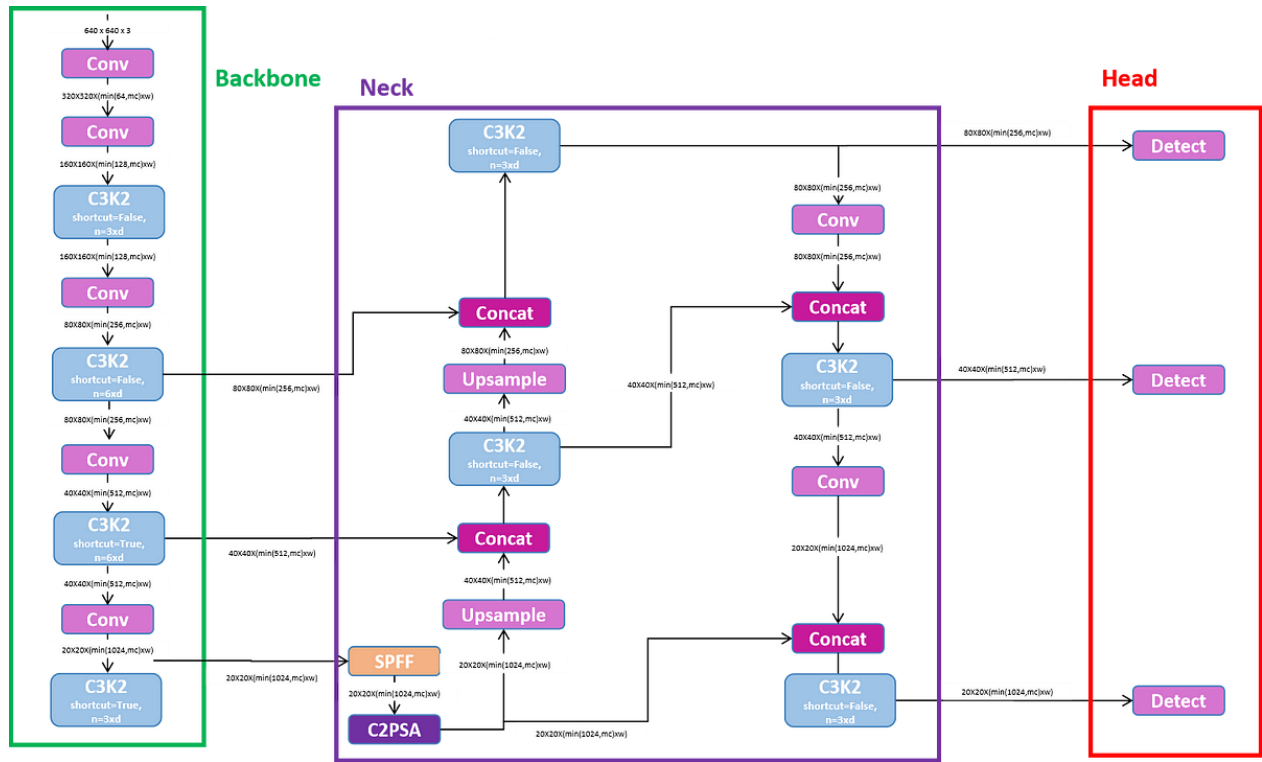 640 x 640 x 3
Conv
320X320X(min(64,mc)xw)
Conv
160X160X(min(128,mc)xw)
C3K2
shortcut=False,
n=3xd
160X160X(min(128,mc)xw)
Conv
80X80X(min(256,mc)xw)
C3K2
shortcut=False,
n=6xd
80X80X(min(256,mc)xw)
Conv
40X40X(min(512,mc)xw)
C3K2
shortcut=True,
n=6xd
40X40X(min(512,mc)xw)
Conv
20X20X(min(1024,mc)xw)
C3K2
shortcut=True,
n=3xd
Backbone
80X80X(min(256,mc)xw)
40X40X(min(512,mc)xw)
20X20X(min(1024,mc)xw)
Neck
C3K2
shortcut=False,
n=3xd
Concat
80X80X(min(256,mc)xw)
Upsample
40X40X(min(512,mc)xw)
C3K2
shortcut=False,
n=3xd
Concat
40X40X(min(512,mc)xw)
Upsample
20X20X(min(1024,mc)xw)
SPFF
20X20X(min(1024,mc)xw)
C2PSA
20X20X(min(1024,mc)xw)
40X40X(min(512,mc)xw)
80X80X(min(256,mc)xw)
Conv
80X80X(min(256,mc)xw)
Concat
C3K2
shortcut=False,
n=3xd
40X40X(min(512,mc)xw)
Conv
20X20X(min(1024,mc)xw)
Concat
C3K2
shortcut=False,
n=3xd
80X80X(min(256,mc)xw)
40X40X(min(512,mc)xw)
20X20X(min(1024,mc)xw)
Head
Detect
Detect
Detect